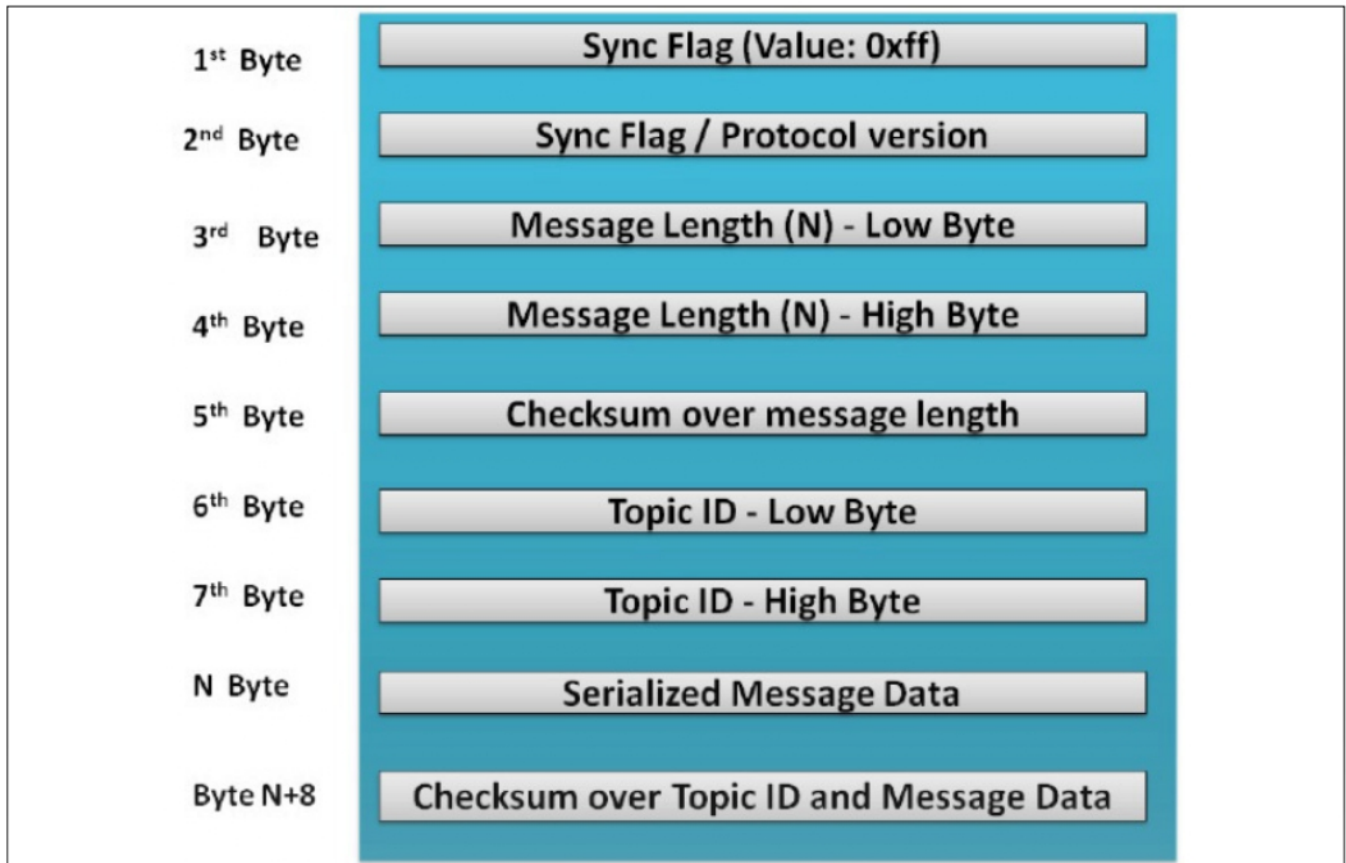 1st Byte Sync Flag (Value: 0xff)
2nd Byte Sync Flag / Protocol version
3rd Byte Message Length (N) - Low Byte
4th Byte Message Length (N) - High Byte
5th Byte Checksum over message length
6th Byte Topic ID - Low Byte
7th Byte Topic ID - High Byte
N Byte Serialized Message Data
Byte N+8 Checksum over Topic ID and Message Data